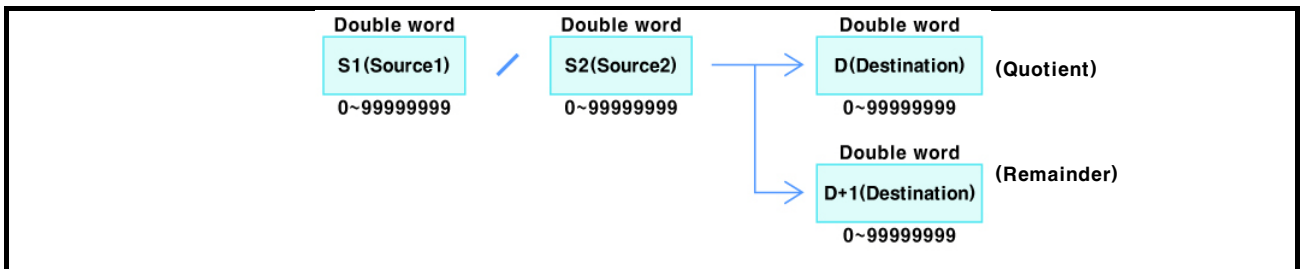 Double word Double word Double word
S1(Source1) / S2(Source2) D(Destination) (Quotient)
0~99999999 0~99999999 0~99999999
Double word
(Remainder)
D+1(Destination)
0~99999999